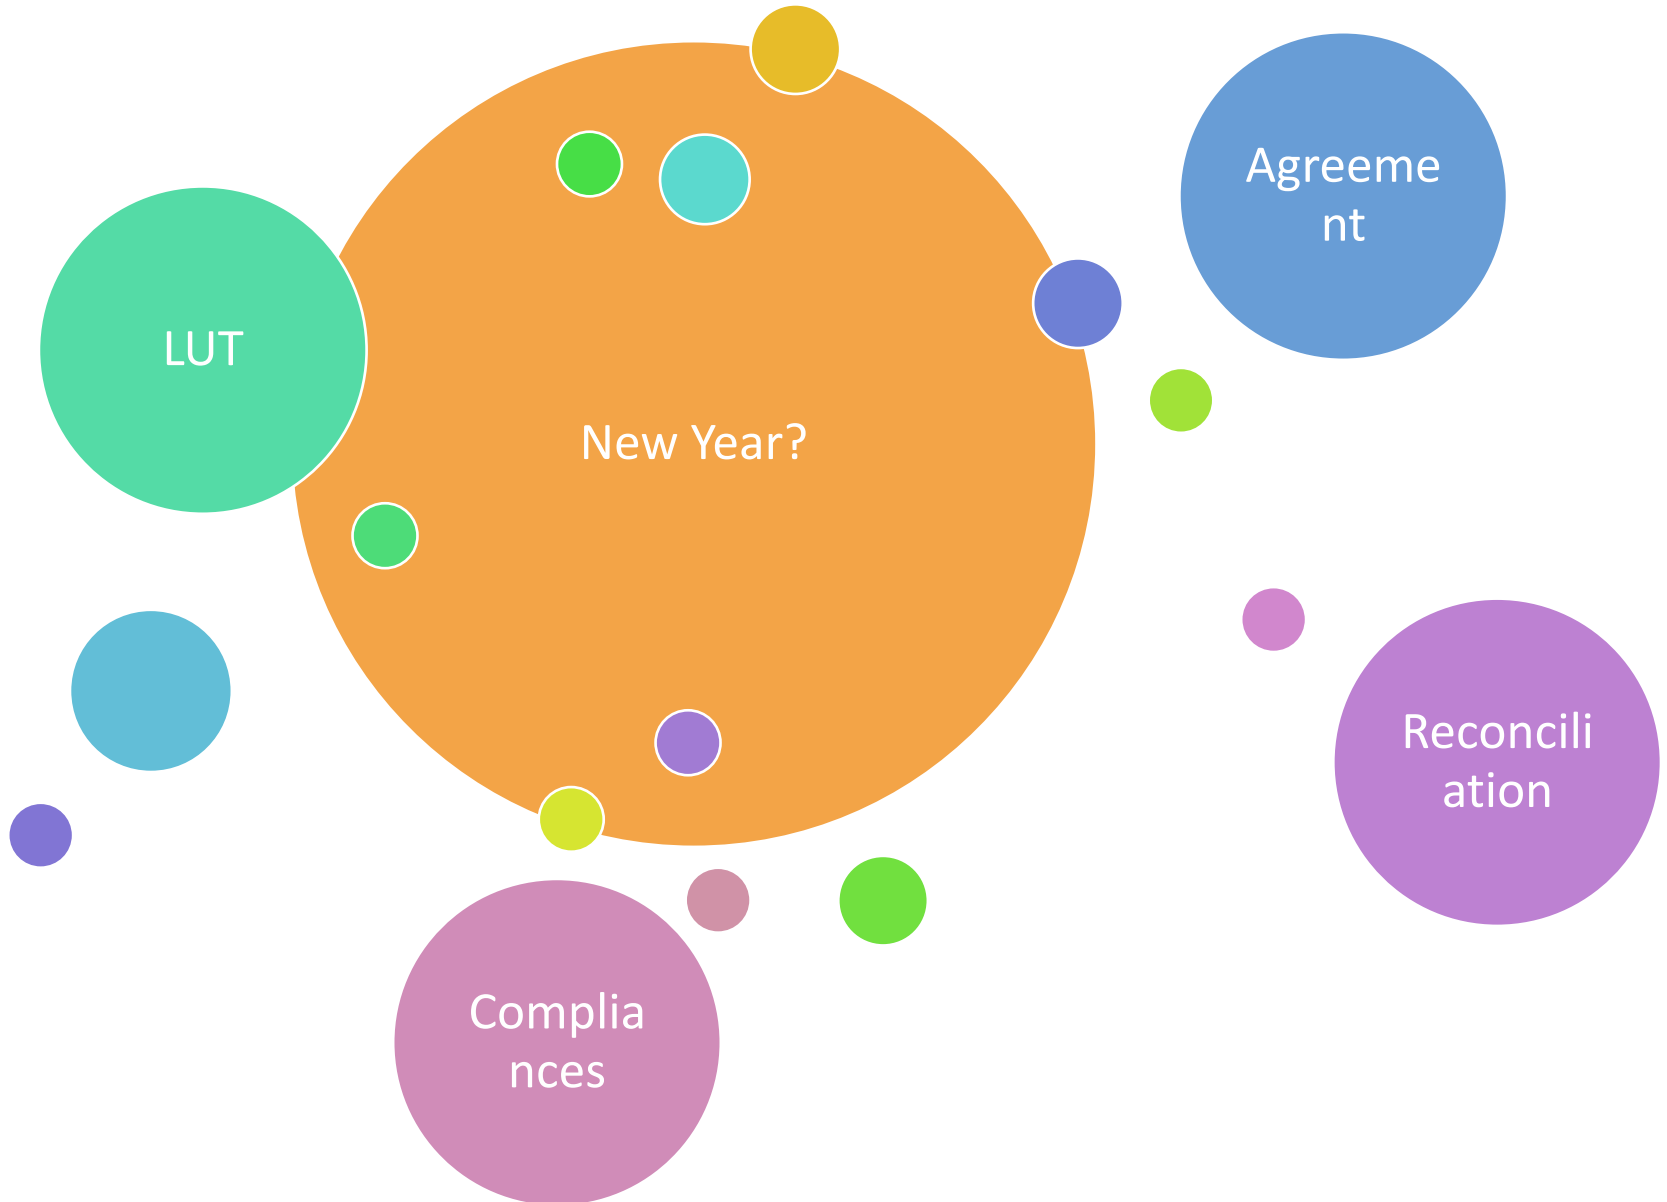 Agreeme
nt
LUT
New Year?
Reconcili
ation
Complia
nces